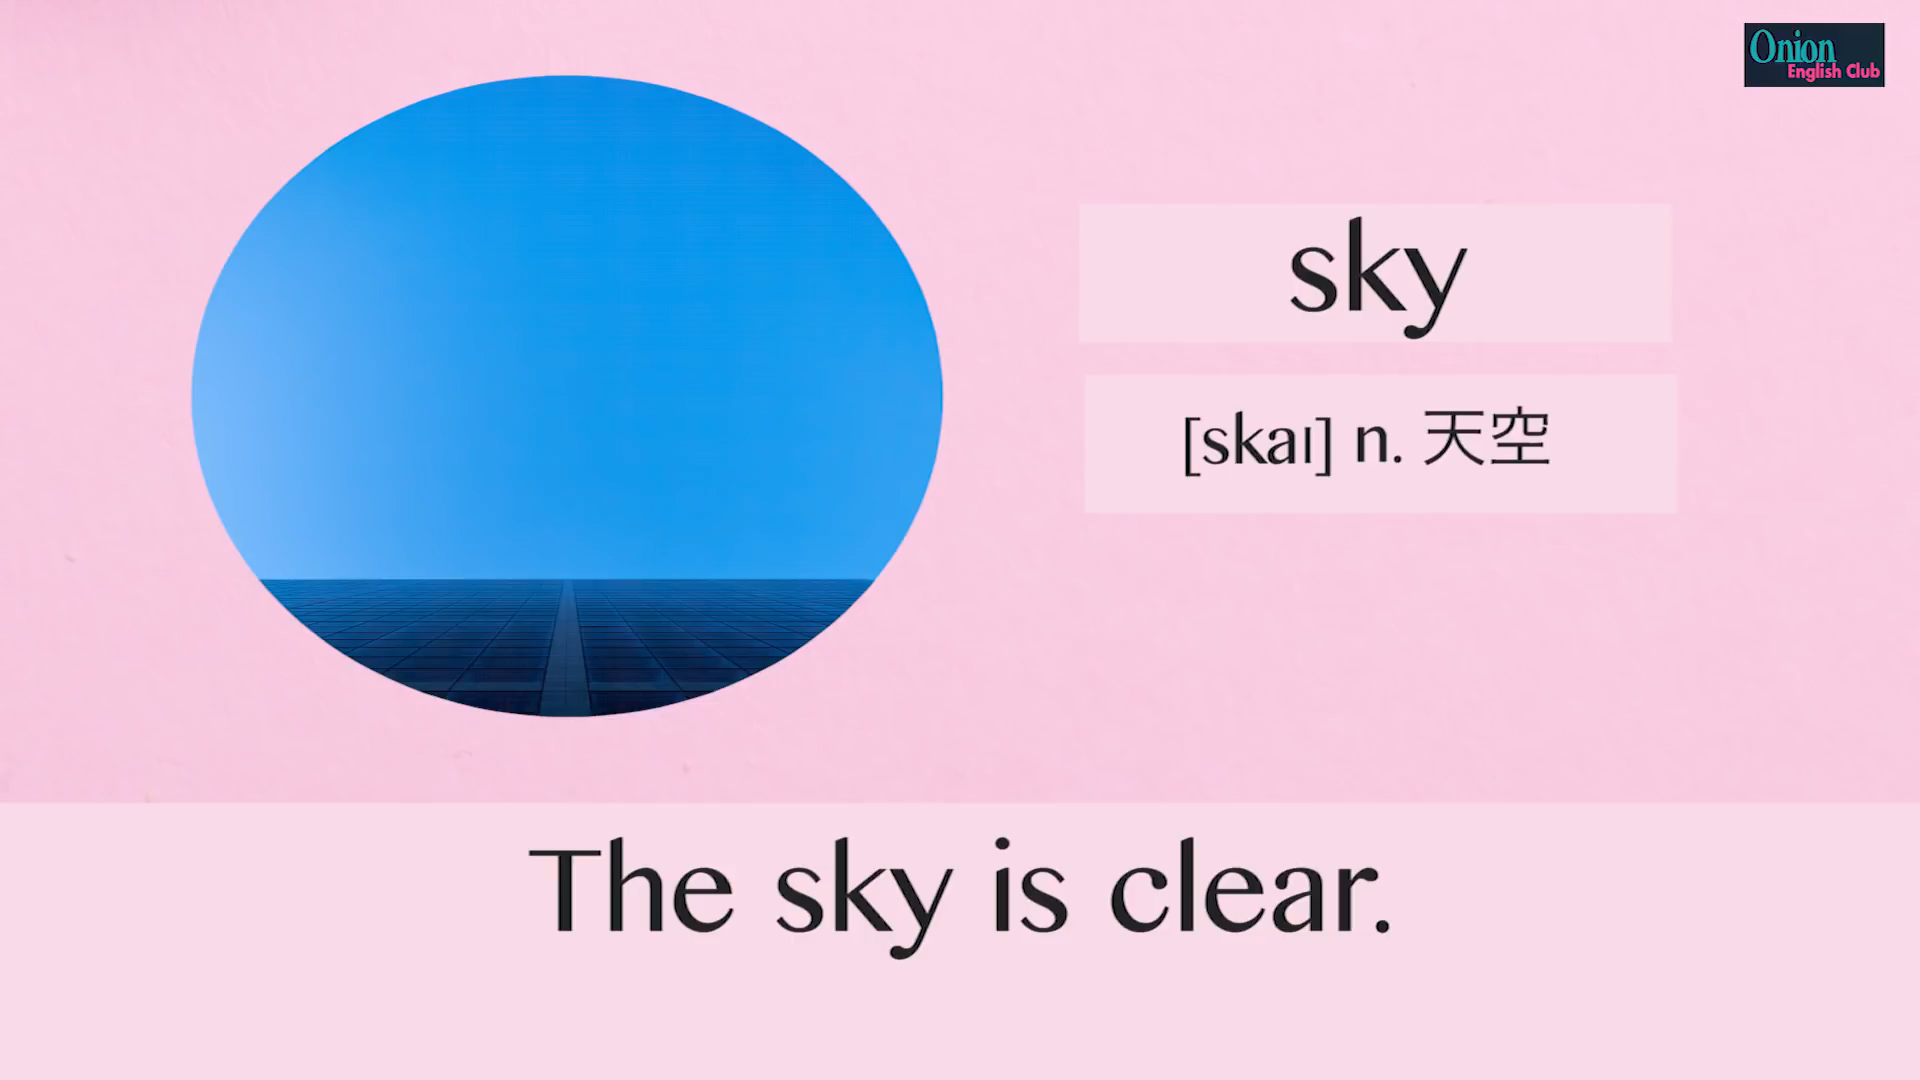 Onion
English Club
sky
[skaɪ] n. 天空
The sky is clear.